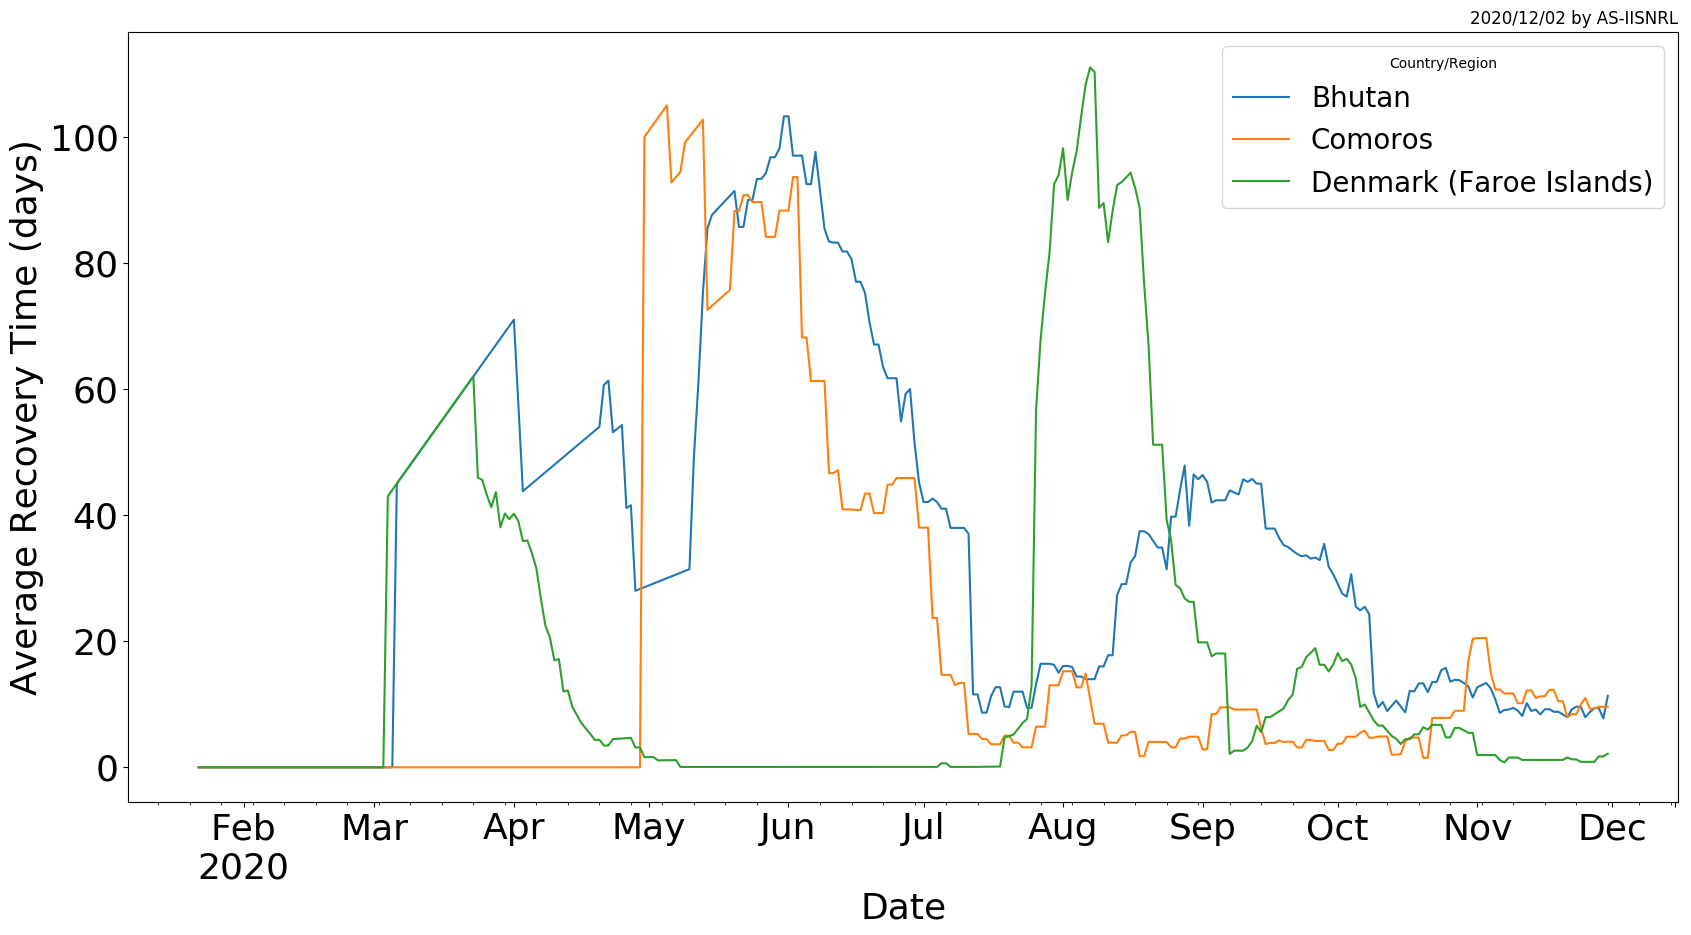 2020/12/02 by AS-IISNRL
Country/Region
Bhutan
Comoros
Denmark (Faroe Islands)
Average Recovery Time (days)
100
80
60
40
20
0
Feb Mar Apr May Jun Jul Aug Sep Oct Nov Dec
2020
Date